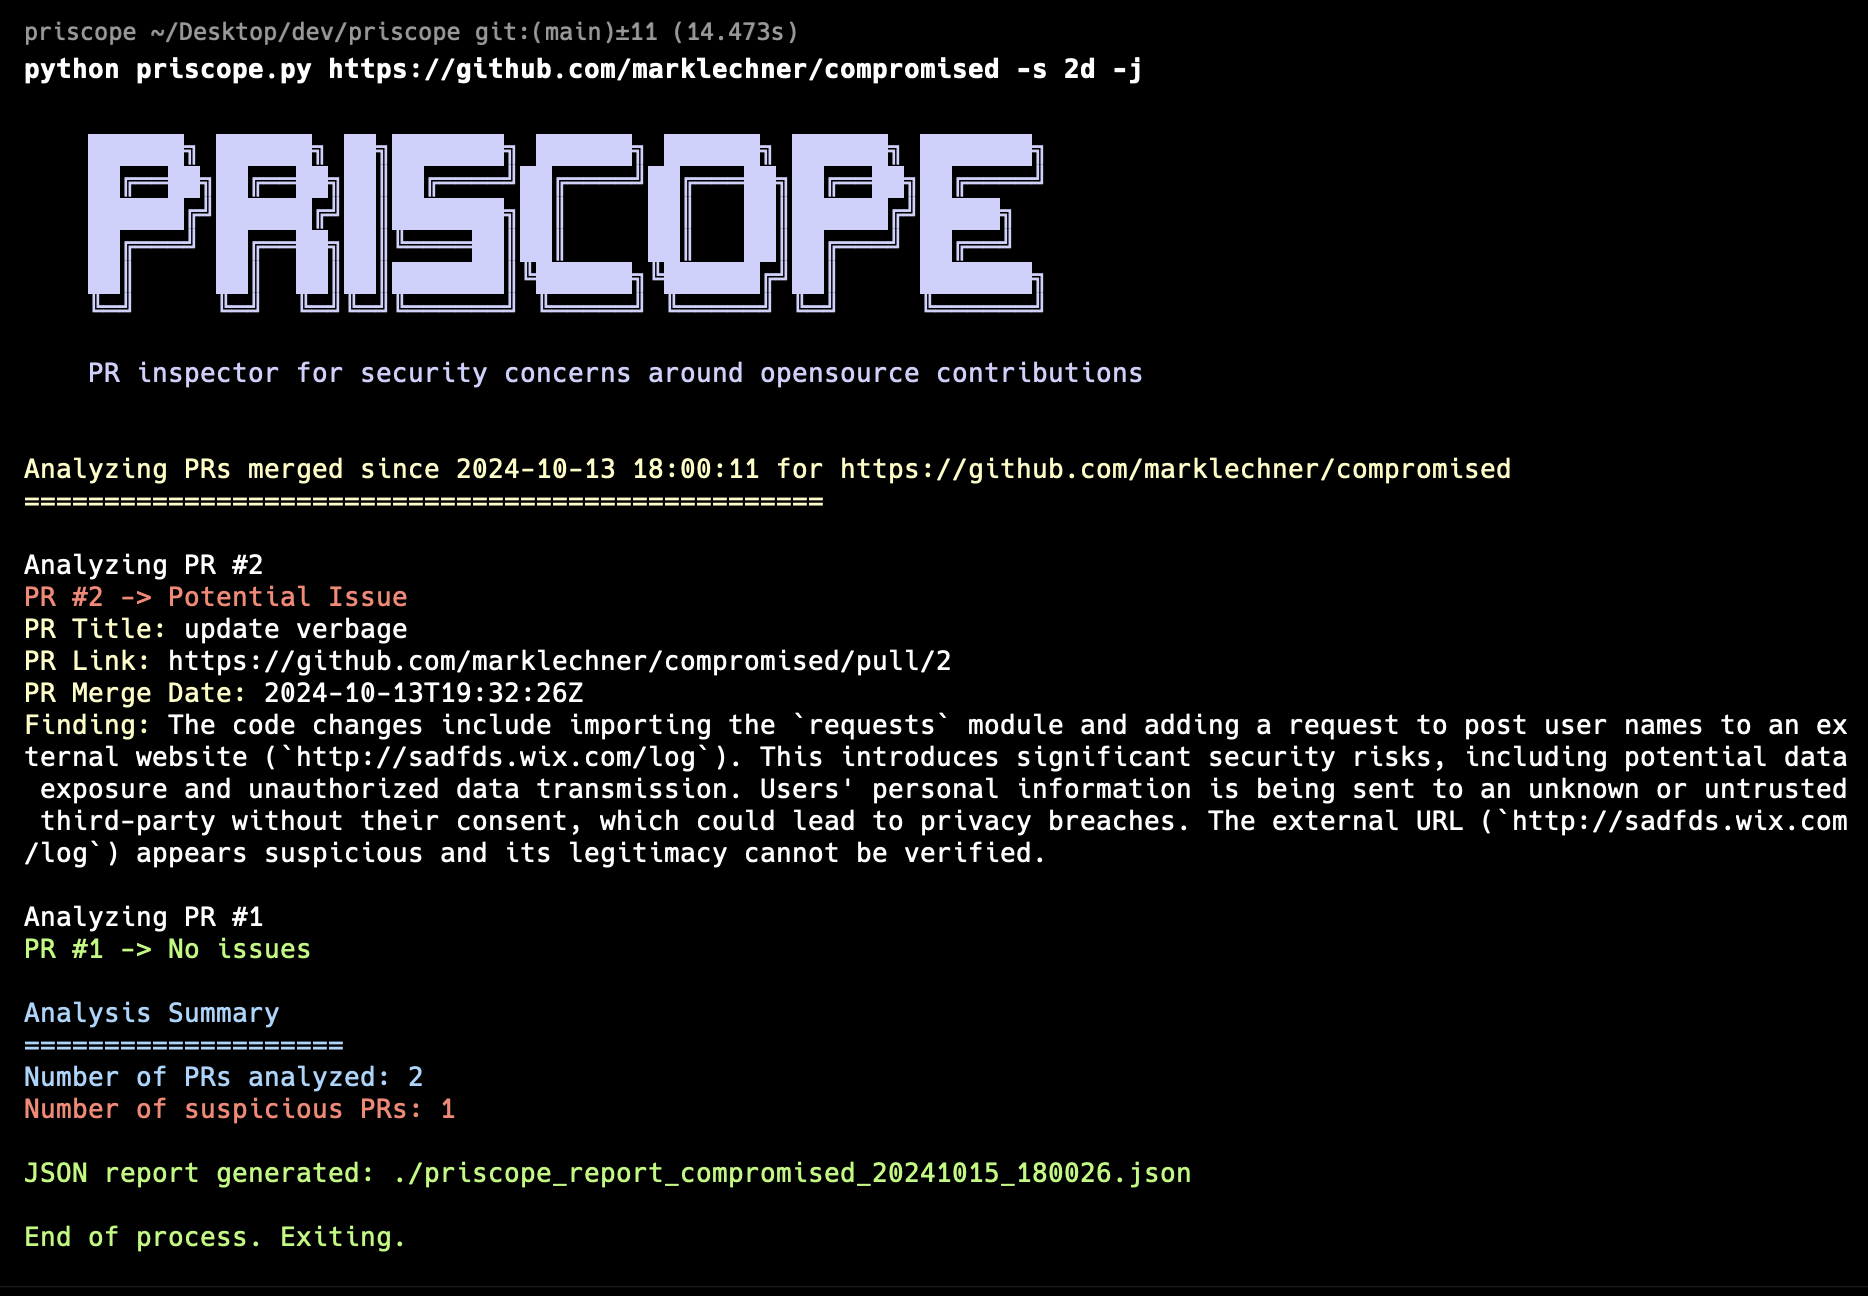 priscope ~/Desktop/dev/priscope git:(main)±11 (14.473s)
python priscope.py https://github.com/marklechner/compromised -s 2d -j
PRISCOPE
PR inspector for security concerns around opensource contributions
Analyzing PRs merged since 2024-10-13 18:00:11 for https://github.com/marklechner/compromised
==================================================
Analyzing PR #2
PR #2 -> Potential Issue
PR Title: update verbage
PR Link: https://github.com/marklechner/compromised/pull/2
PR Merge Date: 2024-10-13T19:32:26Z
Finding: The code changes include importing the `requests` module and adding a request to post user names to an ex
ternal website (`http://sadfds.wix.com/log`). This introduces significant security risks, including potential data
 exposure and unauthorized data transmission. Users' personal information is being sent to an unknown or untrusted
 third-party without their consent, which could lead to privacy breaches. The external URL (`http://sadfds.wix.com
/log`) appears suspicious and its legitimacy cannot be verified.
Analyzing PR #1
PR #1 -> No issues
Analysis Summary
====================
Number of PRs analyzed: 2
Number of suspicious PRs: 1
JSON report generated: ./priscope_report_compromised_20241015_180026.json
End of process. Exiting.